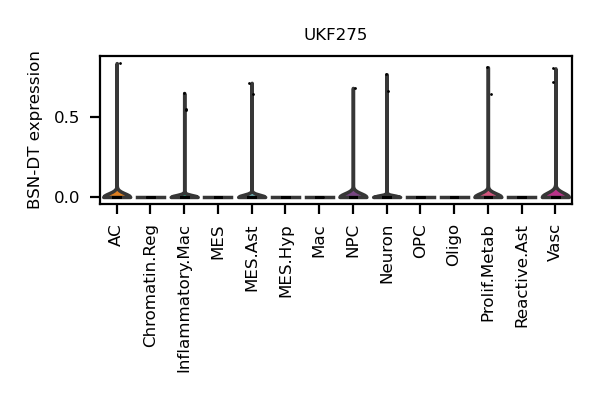 UKF275
BSN-DT expression
0.5
0.0
AC
Chromatin.Reg
Inflammatory.Mac
MES
MES.Ast
MES.Hyp
Mac
NPC
Neuron
OPC
Oligo
Prolif.Metab
Reactive.Ast
Vasc